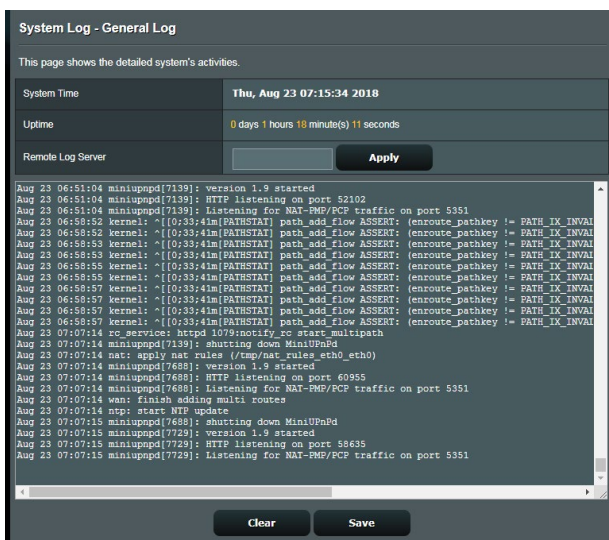 System Log - General Log
This page shows the detailed system's activities.
System Time Thu, Aug 23 07:15:34 2018
Uptime 0 days 1 hours 18 minute(s) 11 seconds
Remote Log Server Apply
Aug 23 06:51:04 miniupnpd[7139]: version 1.9 started
Aug 23 06:51:04 miniupnpd[7139]: HTTP listening on port 52102
Aug 23 06:51:04 miniupnpd[7139]: Listening for NAT-PMP/PCP traffic on port 5351
Aug 23 06:58:52 kernel: ^[[0;33;41m[PATHSTAT] path_add_flow ASSERT: (enroute_pathkey != PATH_IX_INVAL
Aug 23 06:58:52 kernel: ^[[0;33;41m[PATHSTAT] path_add_flow ASSERT: (enroute_pathkey != PATH_IX_INVAL
Aug 23 06:58:53 kernel: ^[[0;33;41m[PATHSTAT] path_add_flow ASSERT: (enroute_pathkey != PATH_IX_INVAL
Aug 23 06:58:53 kernel: ^[[0;33;41m[PATHSTAT] path_add_flow ASSERT: (enroute_pathkey != PATH_IX_INVAL
Aug 23 06:58:55 kernel: ^[[0;33;41m[PATHSTAT] path_add_flow ASSERT: (enroute_pathkey != PATH_IX_INVAL
Aug 23 06:58:55 kernel: ^[[0;33;41m[PATHSTAT] path_add_flow ASSERT: (enroute_pathkey != PATH_IX_INVAL
Aug 23 06:58:57 kernel: ^[[0;33;41m[PATHSTAT] path_add_flow ASSERT: (enroute_pathkey != PATH_IX_INVAL
Aug 23 06:58:57 kernel: ^[[0;33;41m[PATHSTAT] path_add_flow ASSERT: (enroute_pathkey != PATH_IX_INVAL
Aug 23 06:58:57 kernel: ^[[0;33;41m[PATHSTAT] path_add_flow ASSERT: (enroute_pathkey != PATH_IX_INVAL
Aug 23 06:58:57 kernel: ^[[0;33;41m[PATHSTAT] path_add_flow ASSERT: (enroute_pathkey != PATH_IX_INVAL
Aug 23 07:07:14 rc_service: httpd 1079:notify_rc start_multipath
Aug 23 07:07:14 miniupnpd[7139]: shutting down MiniUPnPd
Aug 23 07:07:14 nat: apply nat rules (/tmp/nat_rules_eth0_eth0)
Aug 23 07:07:14 miniupnpd[7688]: version 1.9 started
Aug 23 07:07:14 miniupnpd[7688]: HTTP listening on port 60955
Aug 23 07:07:14 miniupnpd[7688]: Listening for NAT-PMP/PCP traffic on port 5351
Aug 23 07:07:14 wan: finish adding multi routes
Aug 23 07:07:14 ntp: start NTP update
Aug 23 07:07:15 miniupnpd[7688]: shutting down MiniUPnPd
Aug 23 07:07:15 miniupnpd[7729]: version 1.9 started
Aug 23 07:07:15 miniupnpd[7729]: HTTP listening on port 58635
Aug 23 07:07:15 miniupnpd[7729]: Listening for NAT-PMP/PCP traffic on port 5351
Clear Save